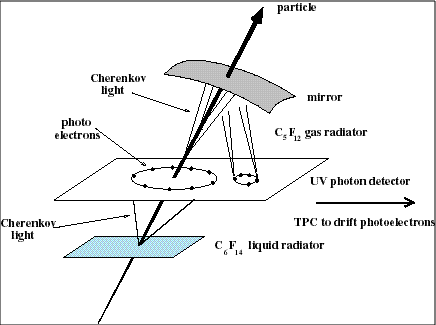 particle
Cherenkov
light
mirror
photo
electrons
C5F12 gas radiator
UV photon detector
TPC to drift photoelectrons
Cherenkov
light
C6F14 liquid radiator